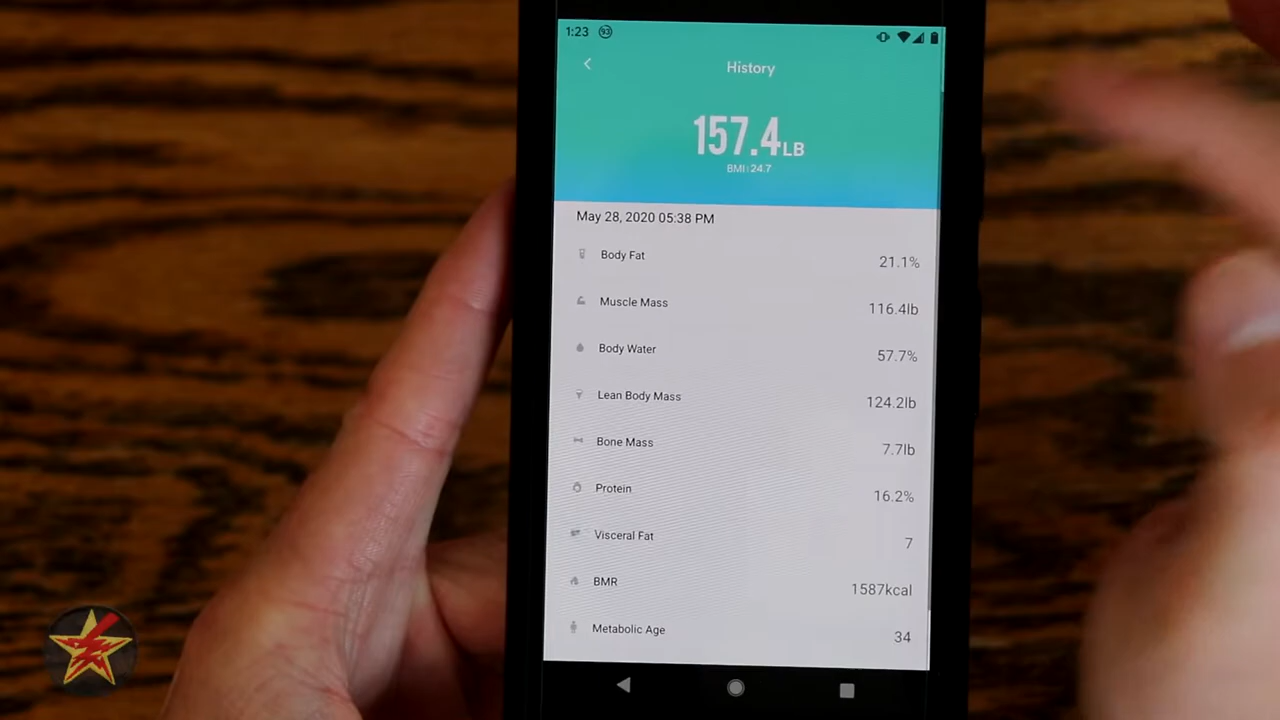 1:23 93
History
157.4LB
BMI:24.7
May 28, 2020 05:38 PM
Body Fat 21.1%
Muscle Mass 116.4lb
Body Water 57.7%
Lean Body Mass 124.2lb
Bone Mass 7.7lb
Protein 16.2%
Visceral Fat 7
BMR 1587kcal
Metabolic Age 34